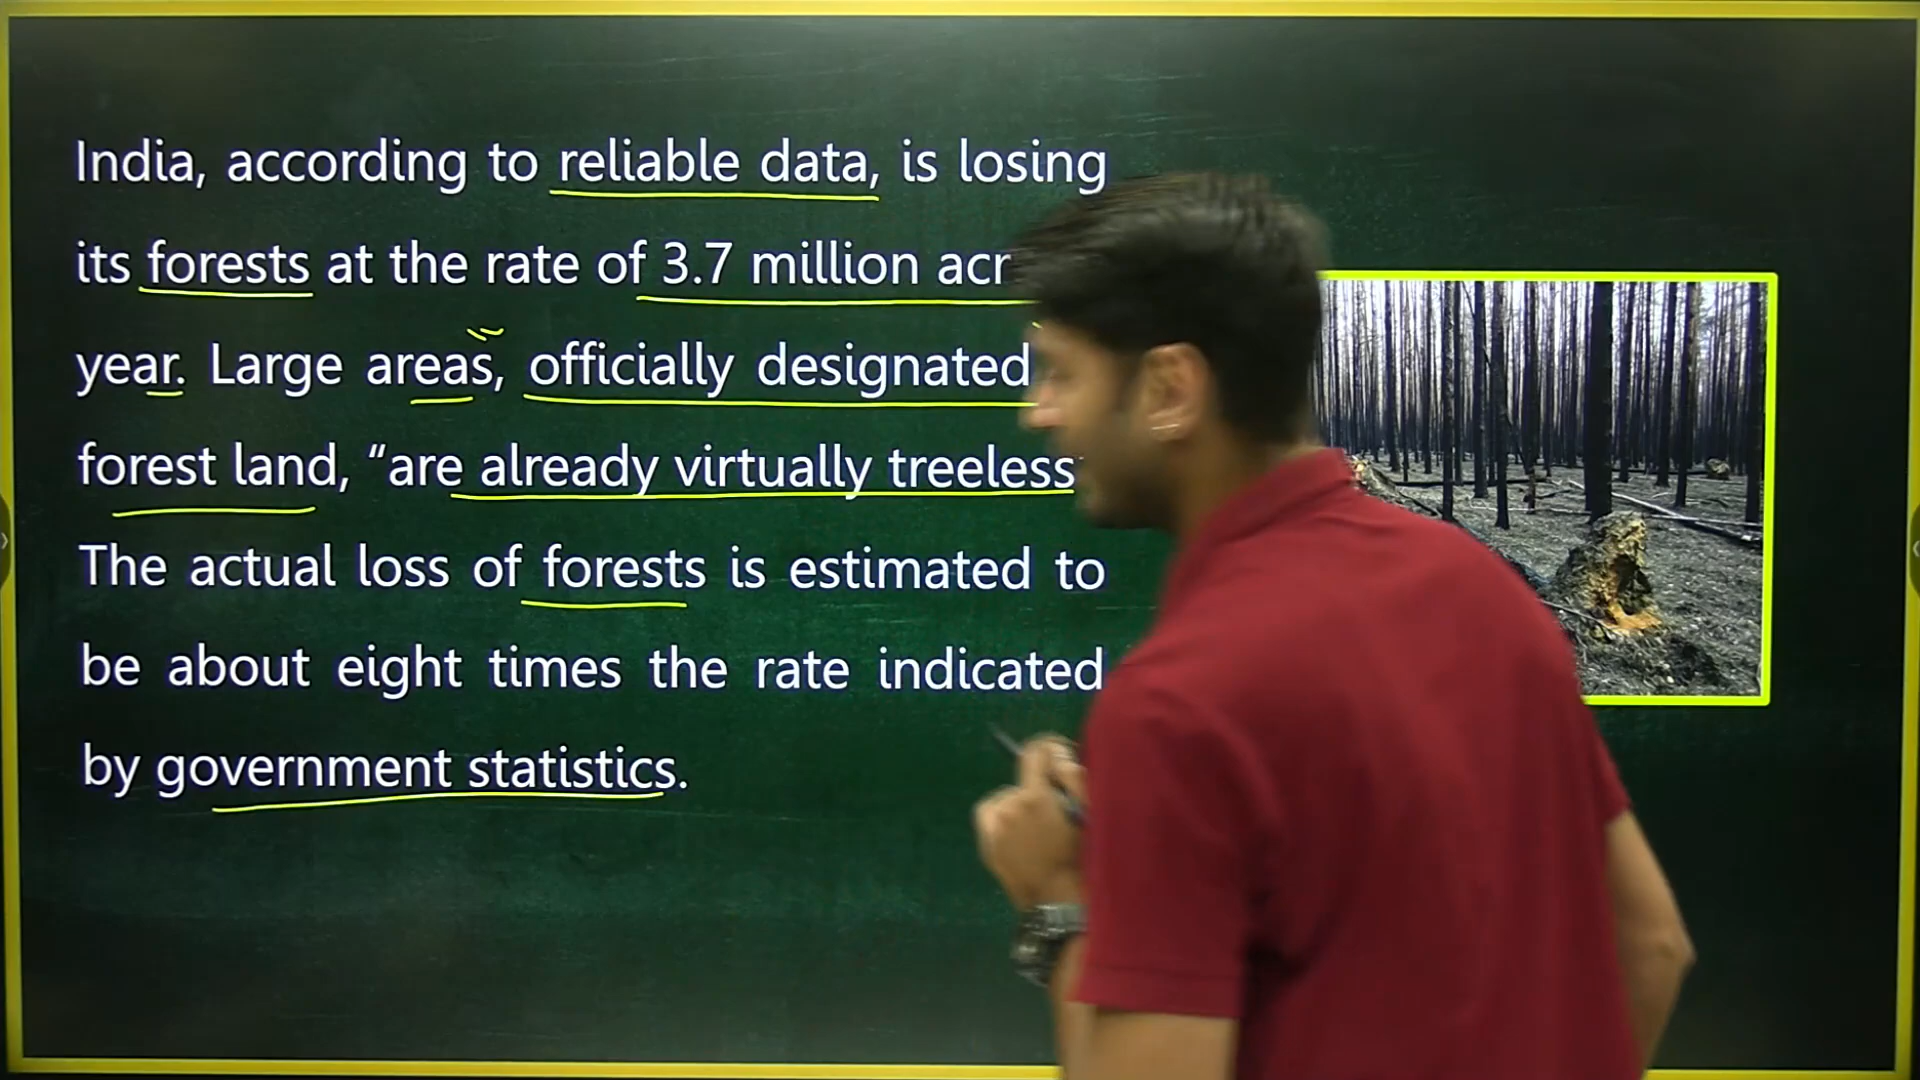 India, according to reliable data, is losing
its forests at the rate of 3.7 million
year. Large areas, officially designated
forest land, “are already virtually treeless
The actual loss of forests is estimated to
be about eight times the rate indicated
by government statistics.